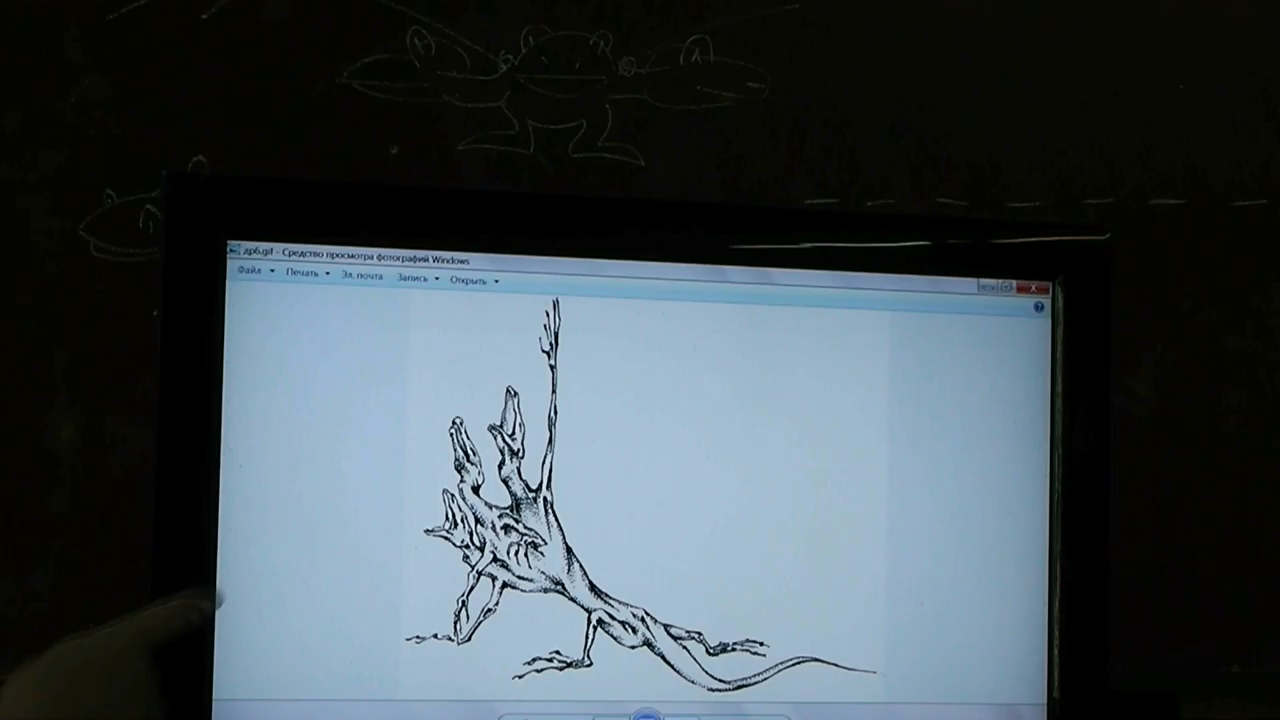 др6.gif - Средство просмотра фотографий Windows
Файл Печать Эл. почта Запись Открыть